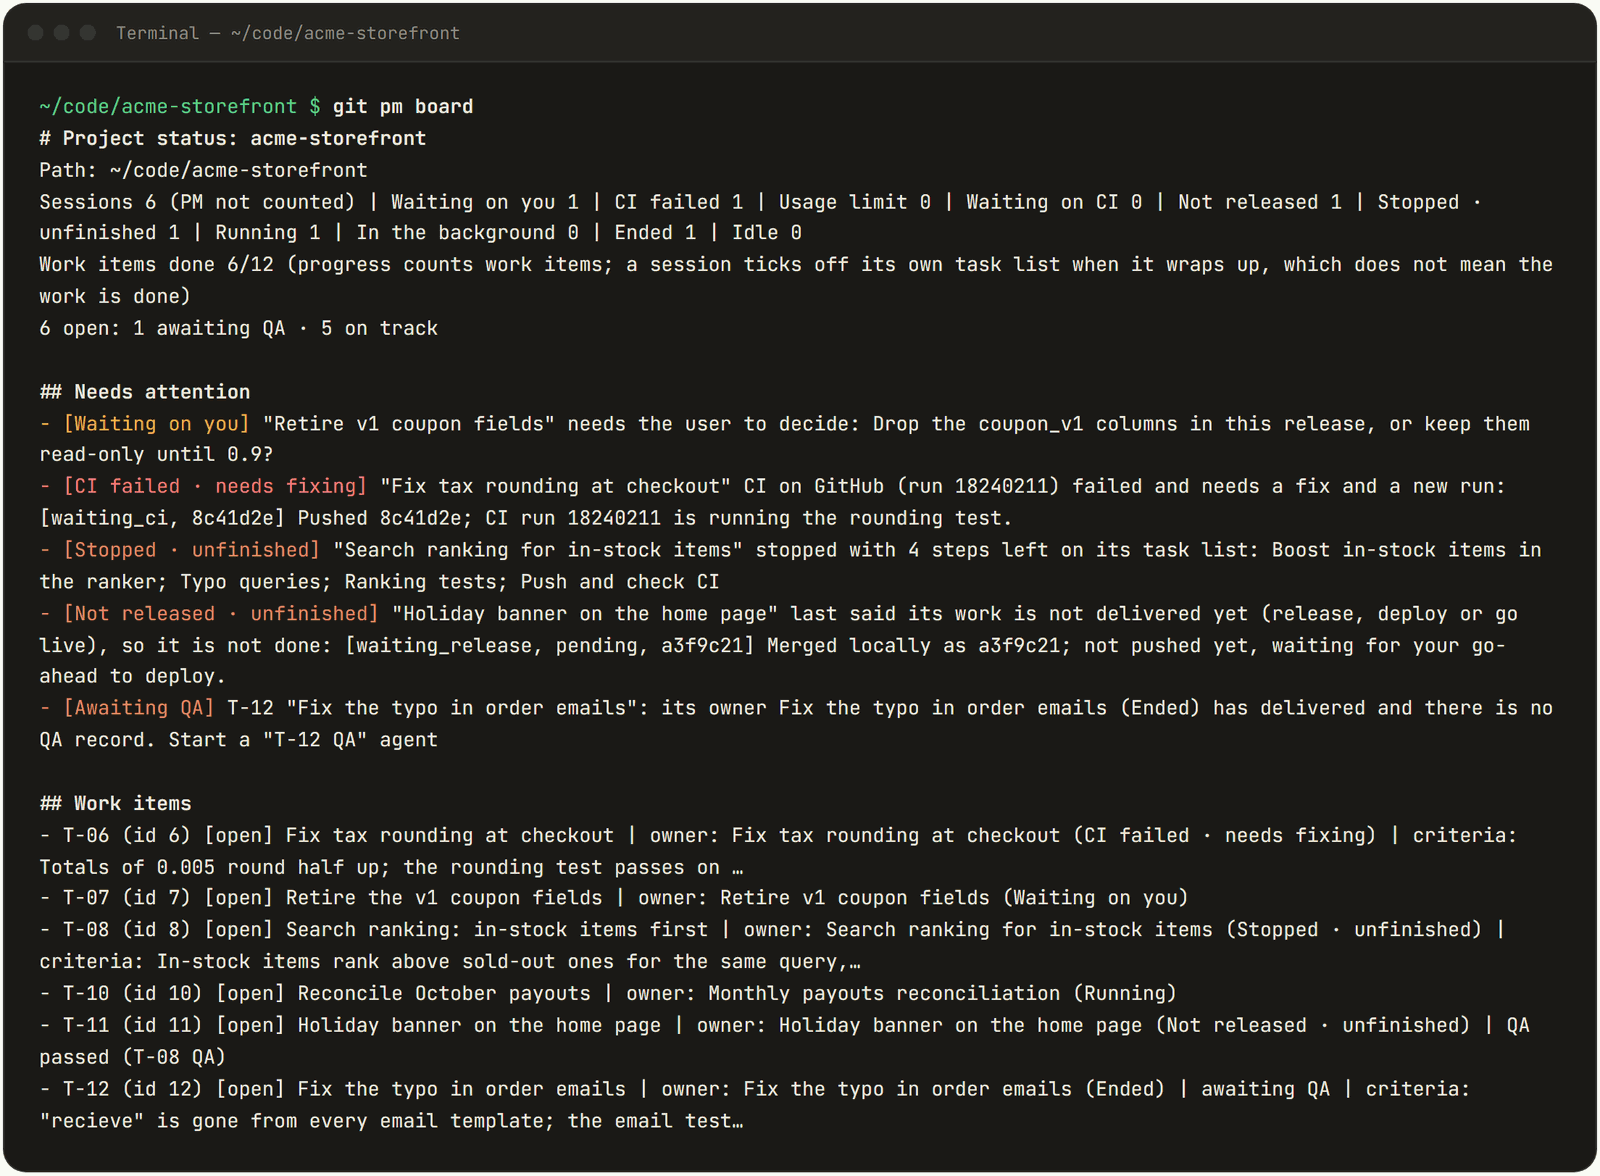 Terminal — ~/code/acme-storefront
~/code/acme-storefront $ git pm board
# Project status: acme-storefront
Path: ~/code/acme-storefront
Sessions 6 (PM not counted) | Waiting on you 1 | CI failed 1 | Usage limit 0 | Waiting on CI 0 | Not released 1 | Stopped ·
unfinished 1 | Running 1 | In the background 0 | Ended 1 | Idle 0
Work items done 6/12 (progress counts work items; a session ticks off its own task list when it wraps up, which does not mean the
work is done)
6 open: 1 awaiting QA · 5 on track
## Needs attention
- [Waiting on you] "Retire v1 coupon fields" needs the user to decide: Drop the coupon_v1 columns in this release, or keep them
read-only until 0.9?
- [CI failed · needs fixing] "Fix tax rounding at checkout" CI on GitHub (run 18240211) failed and needs a fix and a new run:
[waiting_ci, 8c41d2e] Pushed 8c41d2e; CI run 18240211 is running the rounding test.
- [Stopped · unfinished] "Search ranking for in-stock items" stopped with 4 steps left on its task list: Boost in-stock items in
the ranker; Typo queries; Ranking tests; Push and check CI
- [Not released · unfinished] "Holiday banner on the home page" last said its work is not delivered yet (release, deploy or go
live), so it is not done: [waiting_release, pending, a3f9c21] Merged locally as a3f9c21; not pushed yet, waiting for your go-
ahead to deploy.
- [Awaiting QA] T-12 "Fix the typo in order emails": its owner Fix the typo in order emails (Ended) has delivered and there is no
QA record. Start a "T-12 QA" agent
## Work items
- T-06 (id 6) [open] Fix tax rounding at checkout | owner: Fix tax rounding at checkout (CI failed · needs fixing) | criteria:
Totals of 0.005 round half up; the rounding test passes on …
- T-07 (id 7) [open] Retire the v1 coupon fields | owner: Retire v1 coupon fields (Waiting on you)
- T-08 (id 8) [open] Search ranking: in-stock items first | owner: Search ranking for in-stock items (Stopped · unfinished) |
criteria: In-stock items rank above sold-out ones for the same query,…
- T-10 (id 10) [open] Reconcile October payouts | owner: Monthly payouts reconciliation (Running)
- T-11 (id 11) [open] Holiday banner on the home page | owner: Holiday banner on the home page (Not released · unfinished) | QA
passed (T-08 QA)
- T-12 (id 12) [open] Fix the typo in order emails | owner: Fix the typo in order emails (Ended) | awaiting QA | criteria:
"recieve" is gone from every email template; the email test…